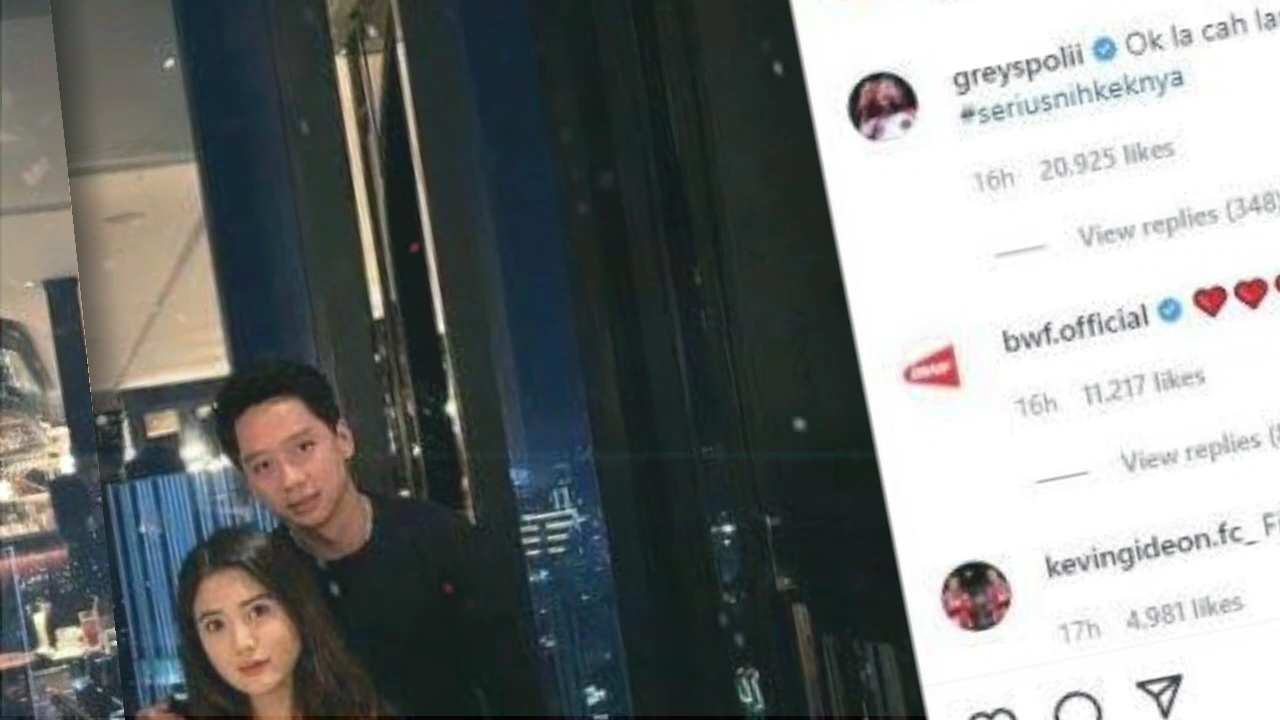 greyspolii Ok la cah
#seriusnihkeknya
16h 20.925 likes
View replies (348)
bwf.official
16h 11.217 likes
View replies
kevingideon.fc_
17h 4.981 likes